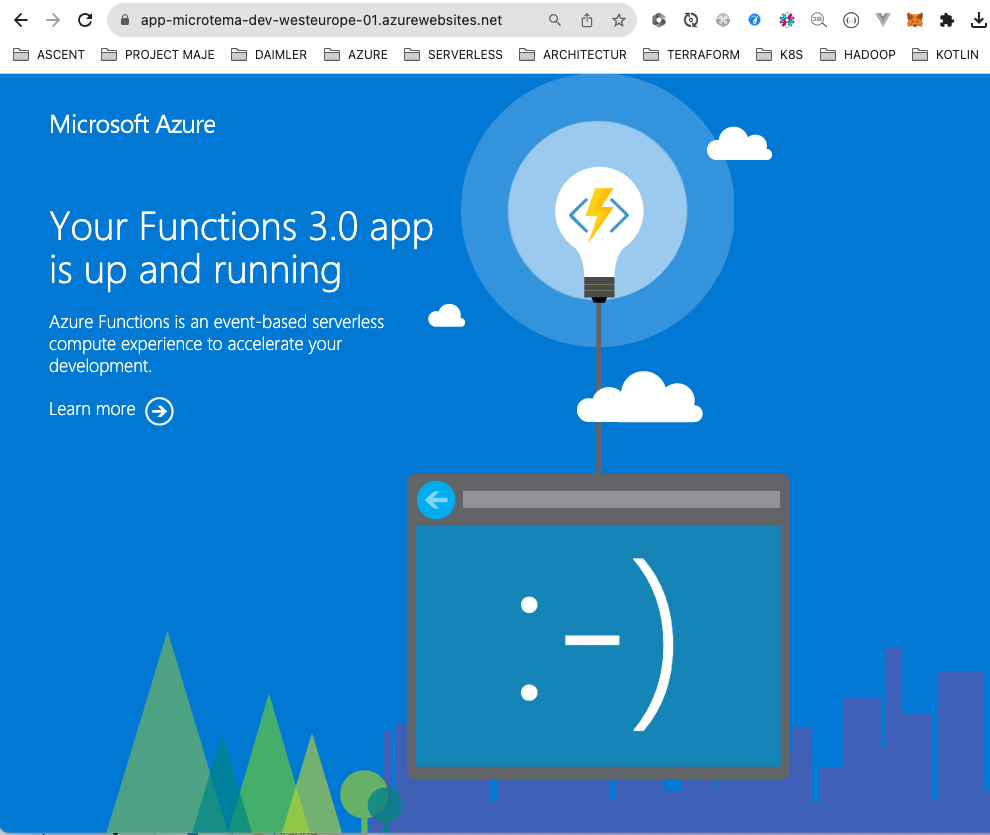 app-microtema-dev-westeurope-01.azurewebsites.net
ASCENT PROJECT MAJE DAIMLER AZURE SERVERLESS ARCHITECTUR TERRAFORM K8S HADOOP KOTLIN
Microsoft Azure
Your Functions 3.0 app
is up and running
Azure Functions is an event-based serverless
compute experience to accelerate your
development.
Learn more
:-)